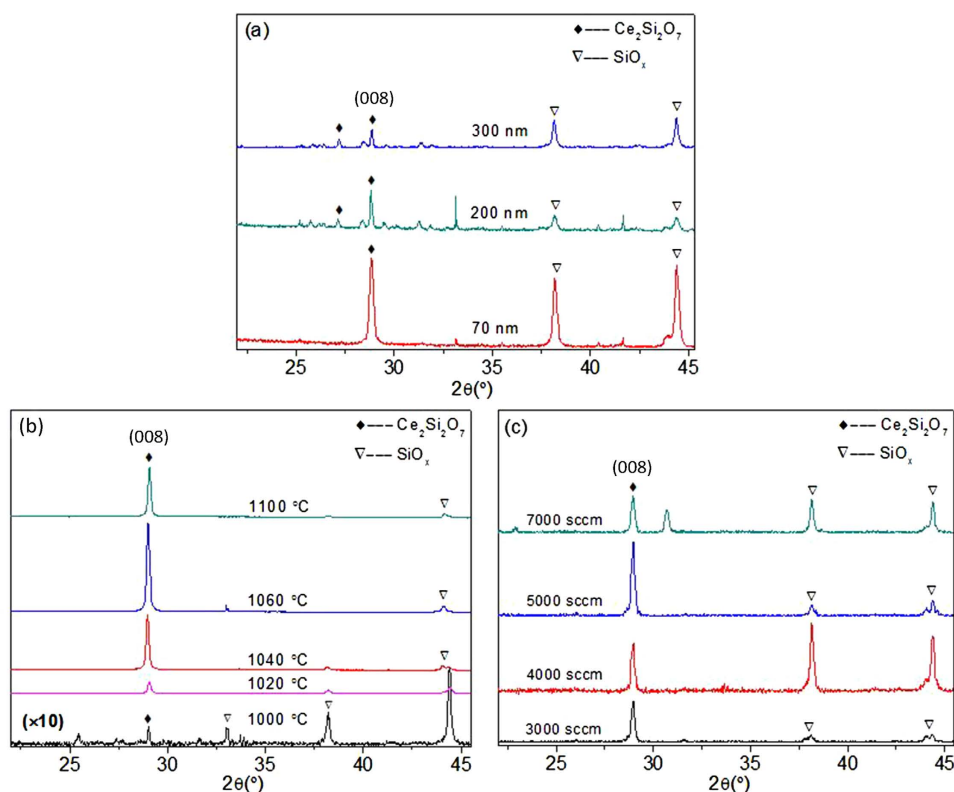 (a)
◆--- Ce₂Si₂O₇
▽--- SiOₓ
(008)
300 nm
200 nm
70 nm
25 30 35 40 45
2θ(°)
(b)
◆--- Ce₂Si₂O₇
▽--- SiOₓ
(008)
1100 °C
1060 °C
1040 °C
1020 °C
(×10) 1000 °C
25 30 35 40 45
2θ(°)
(c)
◆--- Ce₂Si₂O₇
▽--- SiOₓ
(008)
7000 sccm
5000 sccm
4000 sccm
3000 sccm
25 30 35 40 45
2θ(°)